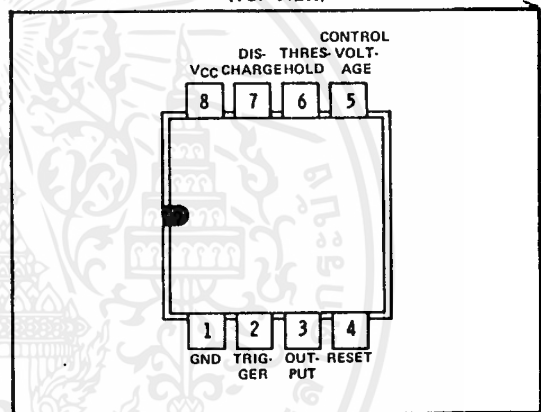 CONTROL
DIS- THRES- VOLT-
VCC CHARGE HOLD AGE
8 7 6 5
1 2 3 4
GND TRIG- OUT- RESET
GER PUT